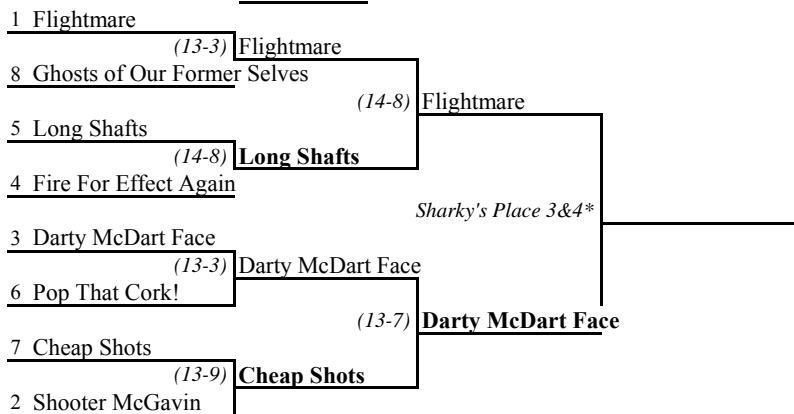 1 Flightmare
(13-3) Flightmare
8 Ghosts of Our Former Selves
(14-8) Flightmare
5 Long Shafts
(14-8) Long Shafts
4 Fire For Effect Again
Sharky's Place 3&4*
3 Darty McDart Face
(13-3) Darty McDart Face
6 Pop That Cork!
(13-7) Darty McDart Face
7 Cheap Shots
(13-9) Cheap Shots
2 Shooter McGavin